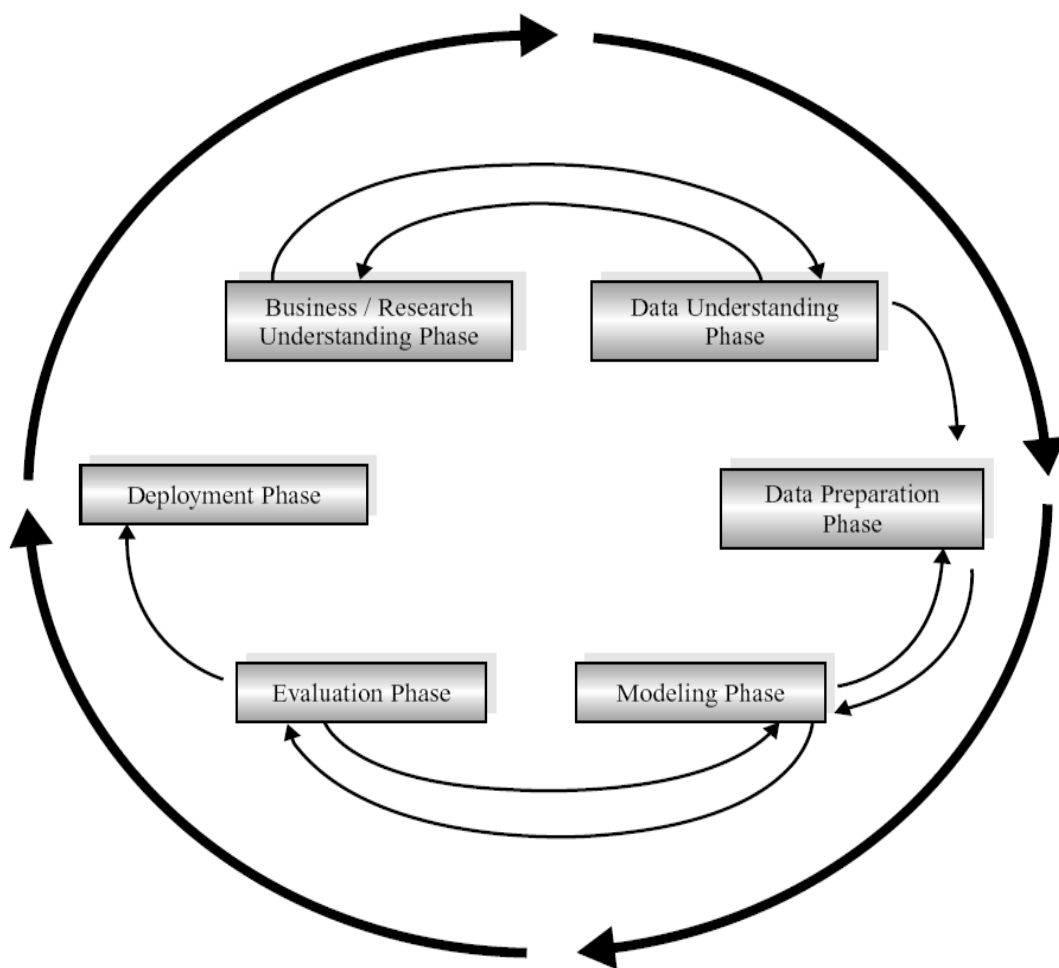 Business / Research
Understanding Phase
Data Understanding
Phase
Deployment Phase
Data Preparation
Phase
Evaluation Phase
Modeling Phase